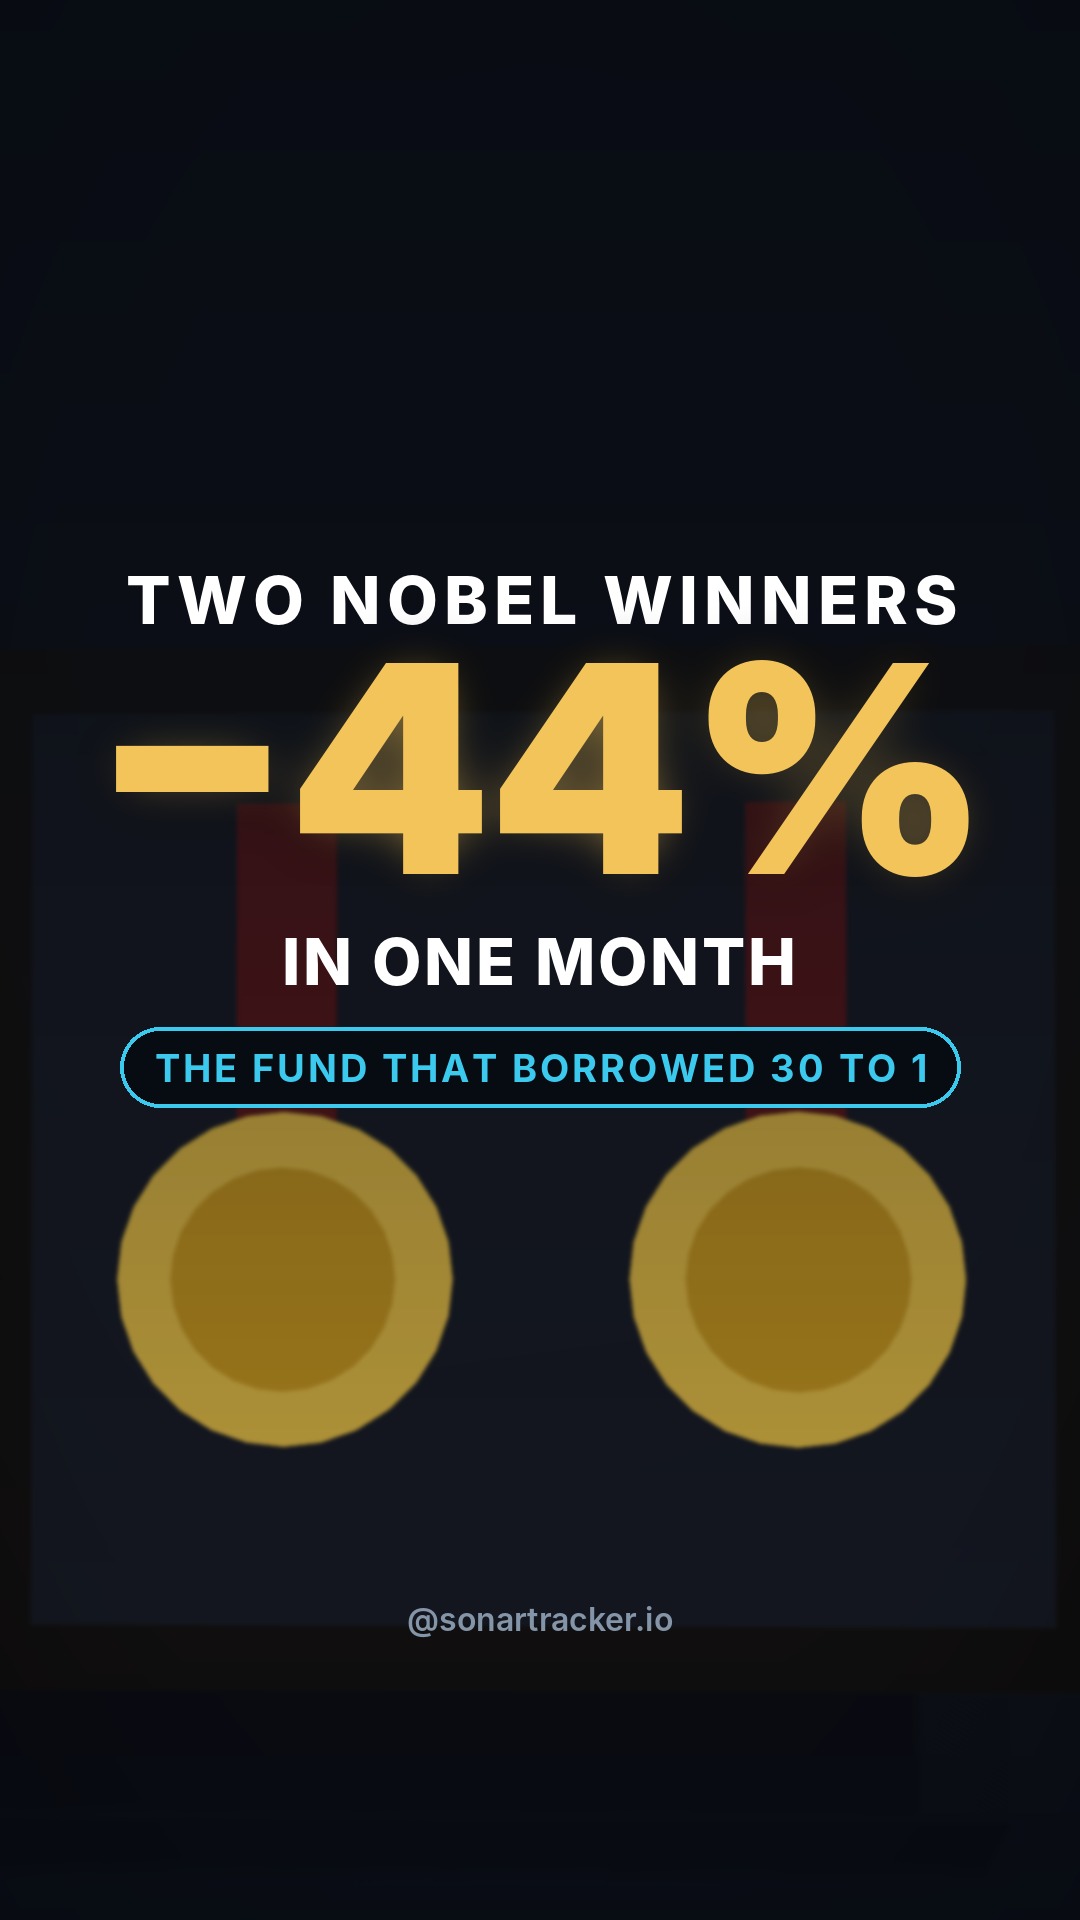 TWO NOBEL WINNERS
−44%
IN ONE MONTH
THE FUND THAT BORROWED 30 TO 1
@sonartracker.io